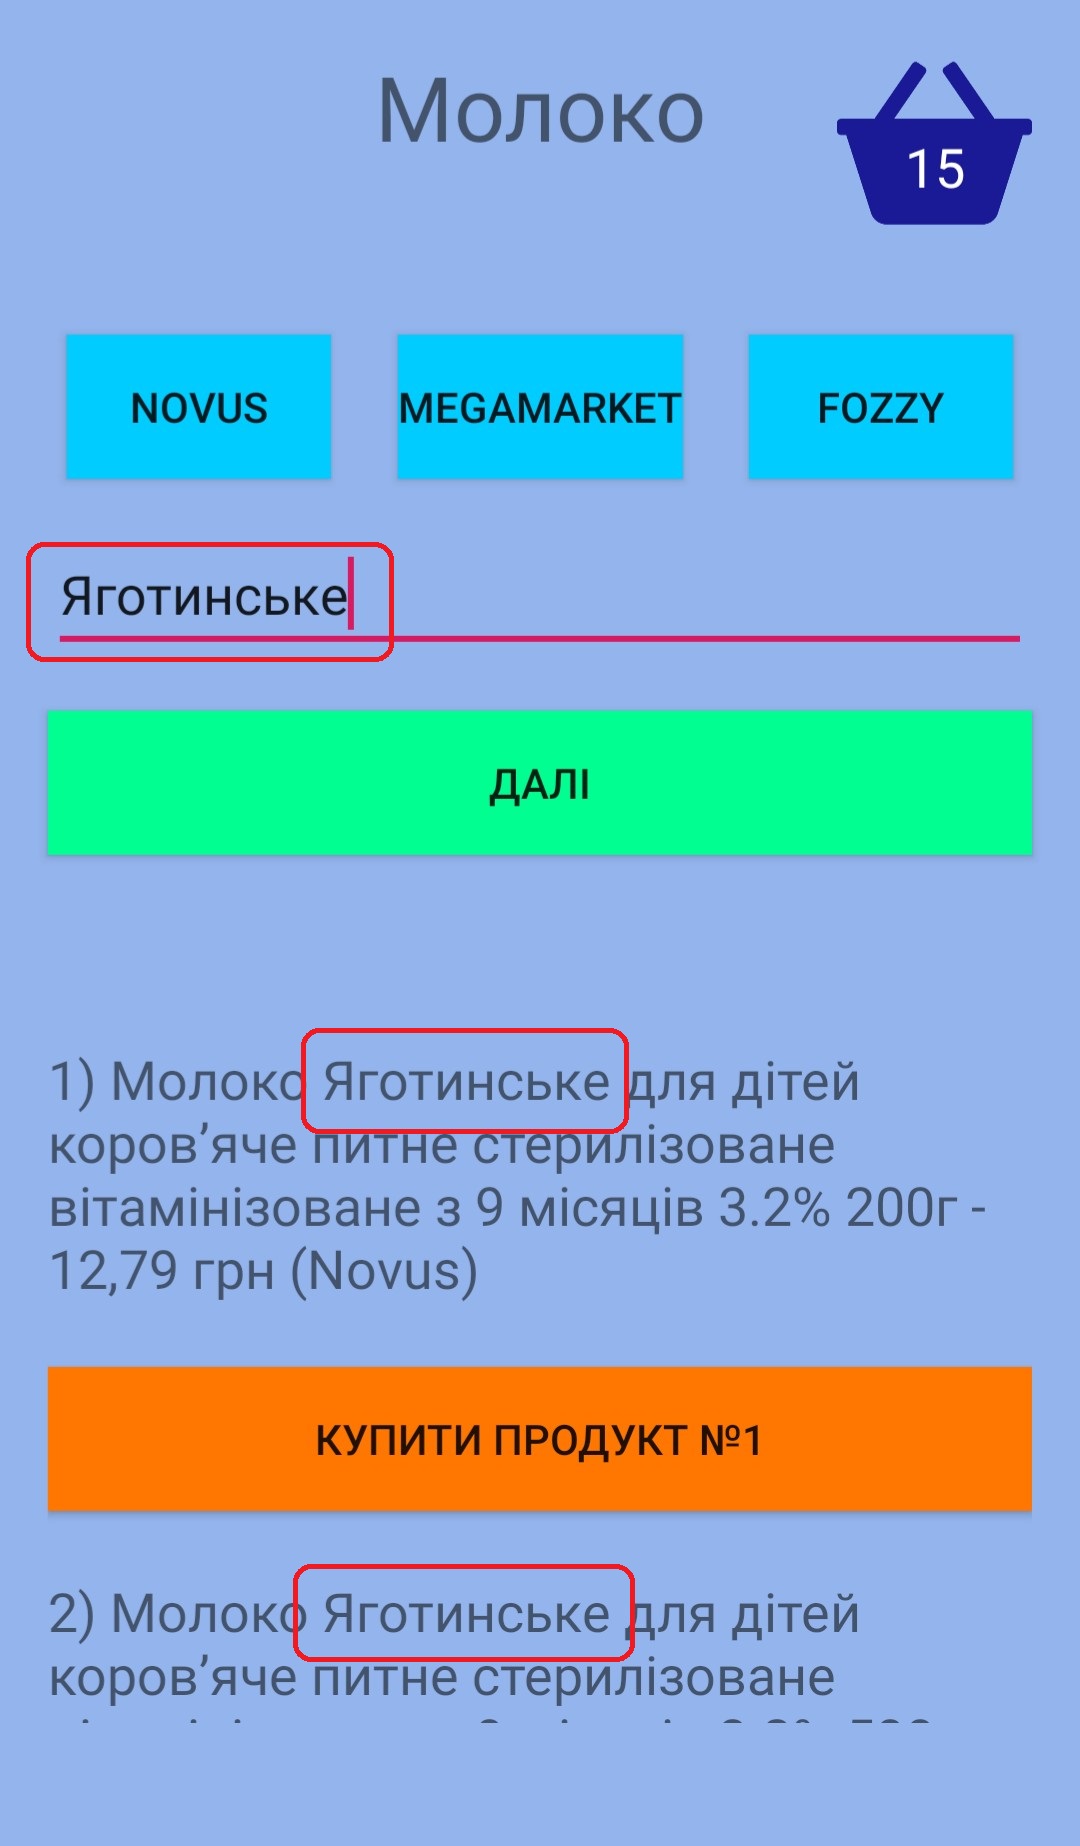 Молоко
15
NOVUS
MEGAMARKET
FOZZY
Яготинське
ДАЛІ
1) Молоко Яготинське для дітей
коров’яче питне стерилізоване
вітамінізоване з 9 місяців 3.2% 200г -
12,79 грн (Novus)
КУПИТИ ПРОДУКТ №1
2) Молоко Яготинське для дітей
коров’яче питне стерилізоване